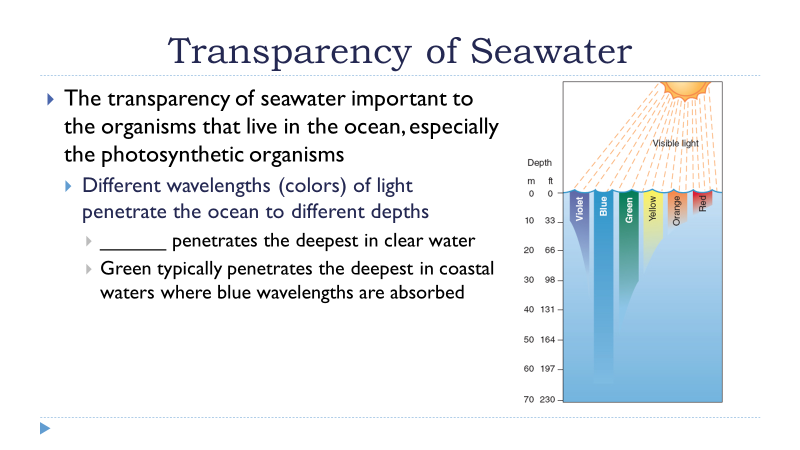 Transparency of Seawater
The transparency of seawater important to
the organisms that live in the ocean, especially
the photosynthetic organisms
Different wavelengths (colors) of light
penetrate the ocean to different depths
______ penetrates the deepest in clear water
Green typically penetrates the deepest in coastal
waters where blue wavelengths are absorbed
Visible light
Depth
m ft
0 0
10 33
20 66
30 98
40 131
50 164
60 197
70 230
Violet
Blue
Green
Yellow
Orange
Red